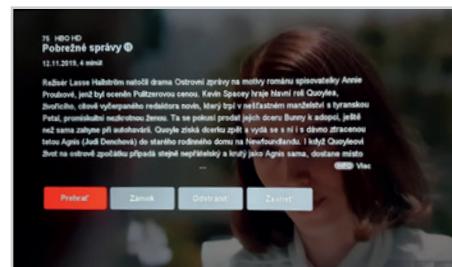 75 HBO HD
Pobrežné správy
12.11.2019, 4 minúl
Režisér Lasse Hallström natočil drama Ostrovní zprávy na motivy románu spisovatelky Annie
Proulxové, jenž byl oceněn Pulitzerovou cenou. Kevin Spacey hraje hlavní roli Quoylea,
živořícího, citově vyčerpaného redaktora novin, který trpí v nešťastném manželství s tyranskou
Petal, promiskuitní nezkrotnou ženou. Ta se pokusí prodat jejich dceru Bunny k adopci, ještě
než sama zahyne při autohavárii. Quoyle získá dcerku zpět a vydá se s ní i s dávno ztracenou
tetou Agnis (Judi Denchová) do starého rodinného domu na Newfoundlandu. I když Quoyleovi
život na ostrově zpočátku připadá stejně nepřátelský a krutý jako Agnis sama, dostane místo
...
INFO Viac
Prehrať Zámok Odstrániť Zavrieť